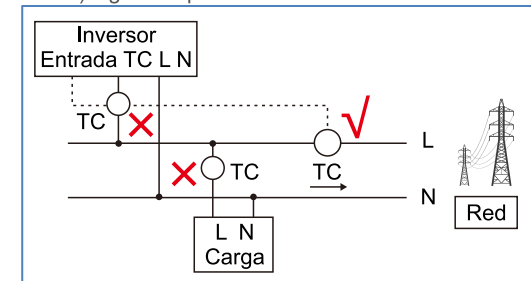 Inversor
Entrada TC L N
TC
L
TC
TC
N
Red
L N
Carga